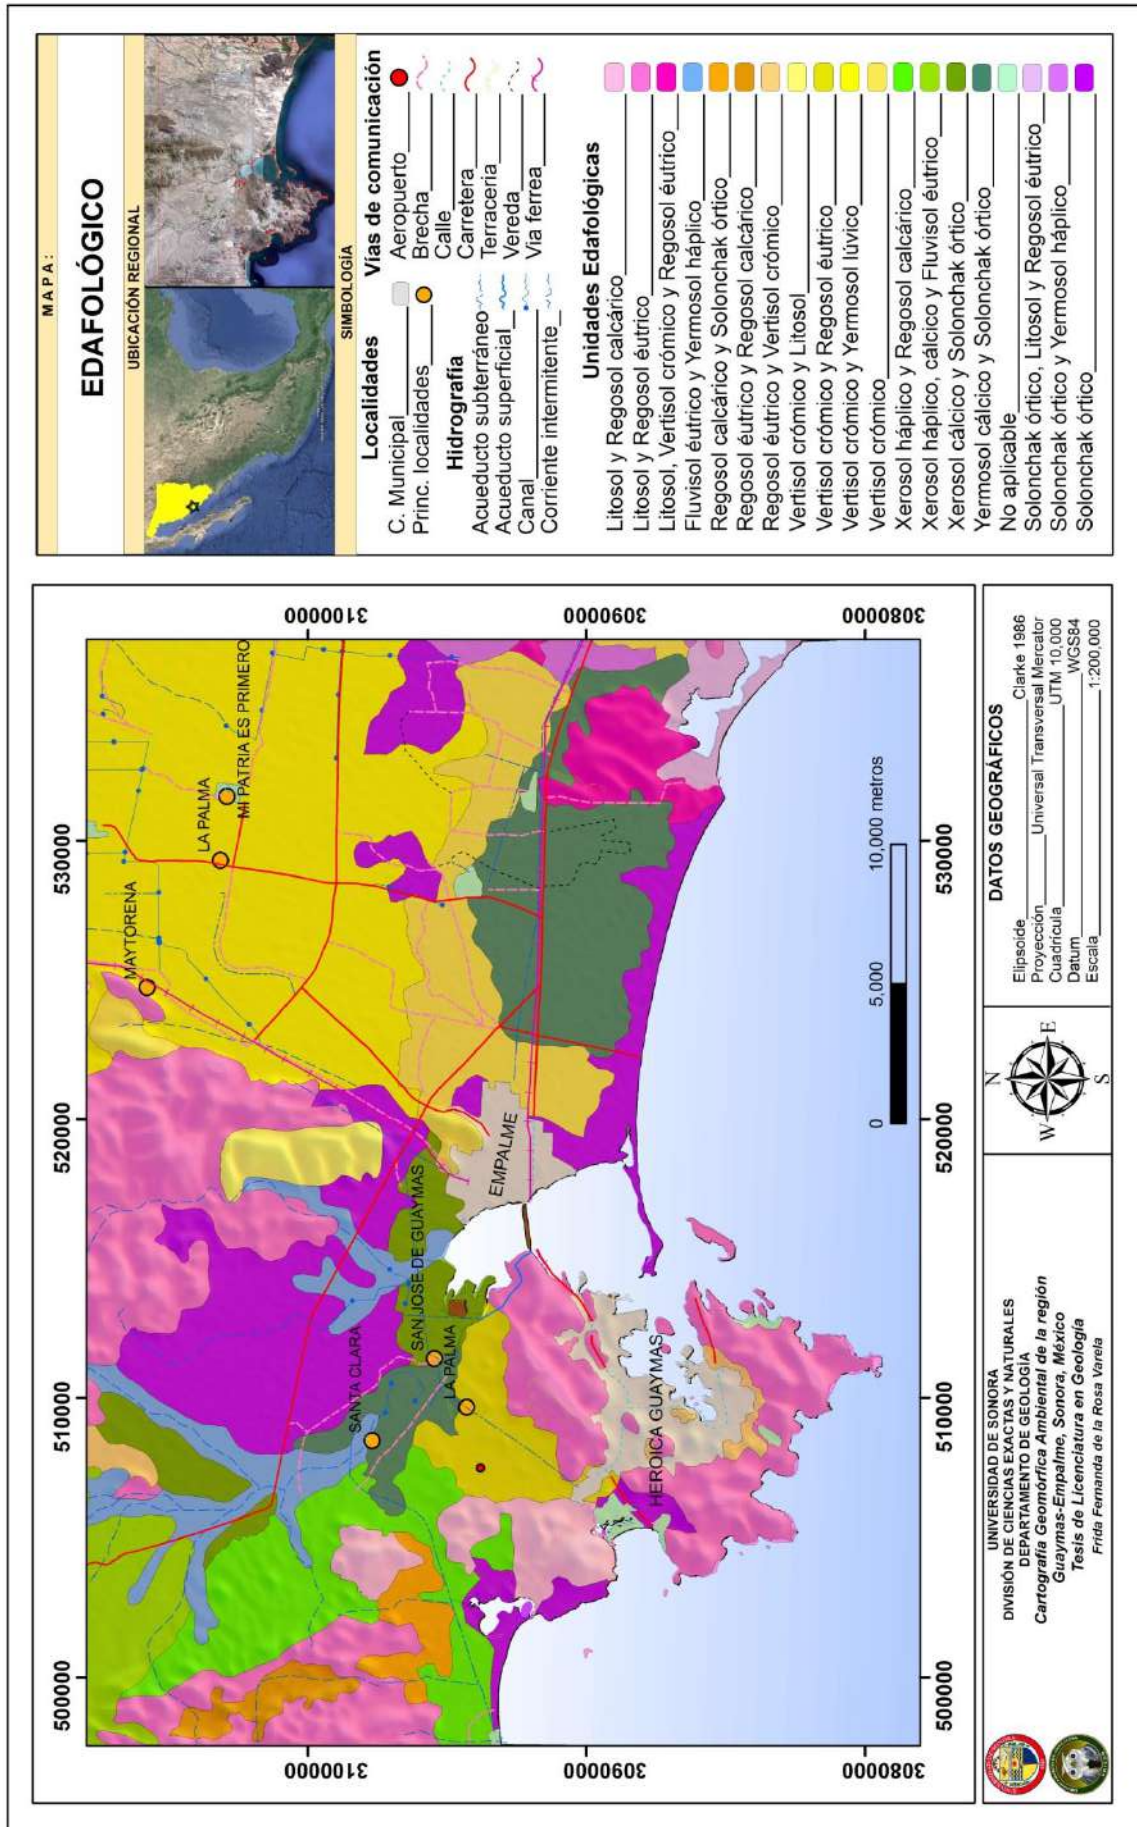 MAPA:
EDAFOLÓGICO
UBICACIÓN REGIONAL
SIMBOLOGÍA
Localidades
C. Municipal
Princ. localidades
Hidrografía
Acueducto subterráneo
Acueducto superficial
Canal
Corriente intermitente
Vías de comunicación
Aeropuerto
Brecha
Calle
Carretera
Terracería
Vereda
Via ferrea
Unidades Edafológicas
Litosol y Regosol calcárico
Litosol y Regosol éutrico
Litosol, Vertisol crómico y Regosol éutrico
Fluvisol éutrico y Yermosol háplico
Regosol calcárico y Solonchak órtico
Regosol éutrico y Regosol calcárico
Regosol éutrico y Vertisol crómico
Vertisol crómico y Litosol
Vertisol crómico y Regosol éutrico
Vertisol crómico y Yermosol lúvico
Vertisol crómico
Xerosol háplico y Regosol calcárico
Xerosol háplico, cálcico y Fluvisol éutrico
Xerosol cálcico y Solonchak órtico
Yermosol cálcico y Solonchak órtico
No aplicable
Solonchak órtico, Litosol y Regosol éutrico
Solonchak órtico y Yermosol háplico
Solonchak órtico
500000
510000
520000
530000
3100000
3090000
3080000
3100000
3090000
3080000
500000
510000
520000
530000
MAYTORENA
LA PALMA
MI PATRIA ES PRIMERO
SANTA CLARA
SAN JOSE DE GUAYMAS
LA PALMA
EMPALME
HEROICA GUAYMAS
0
5,000
10,000 metros
UNIVERSIDAD DE SONORA
DIVISIÓN DE CIENCIAS EXACTAS Y NATURALES
DEPARTAMENTO DE GEOLOGÍA
Cartografía Geomórfica Ambiental de la región
Guaymas-Empalme, Sonora, México
Tesis de Licenciatura en Geología
Frida Fernanda de la Rosa Varela
N
W
E
S
DATOS GEOGRÁFICOS
Elipsoide Clarke 1986
Proyección Universal Transversal Mercator
Cuadrícula UTM 10,000
Datum WGS84
Escala 1:200,000